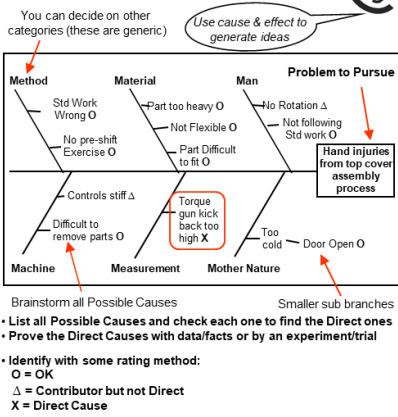 You can decide on other
categories (these are generic)
Use cause & effect to
generate ideas
Method
Material
Man
Problem to Pursue
Std Work
Wrong O
No pre-shift
Exercise O
Part too heavy O
Not Flexible O
Part Difficult
to fit O
No Rotation Δ
Not following
Std work O
Hand injuries
from top cover
assembly
process
Controls stiff Δ
Difficult to
remove parts O
Torque
gun kick
back too
high X
Too
cold
Door Open O
Machine
Measurement
Mother Nature
Brainstorm all Possible Causes
Smaller sub branches
• List all Possible Causes and check each one to find the Direct ones
• Prove the Direct Causes with data/facts or by an experiment/trial
• Identify with some rating method:
O = OK
Δ = Contributor but not Direct
X = Direct Cause